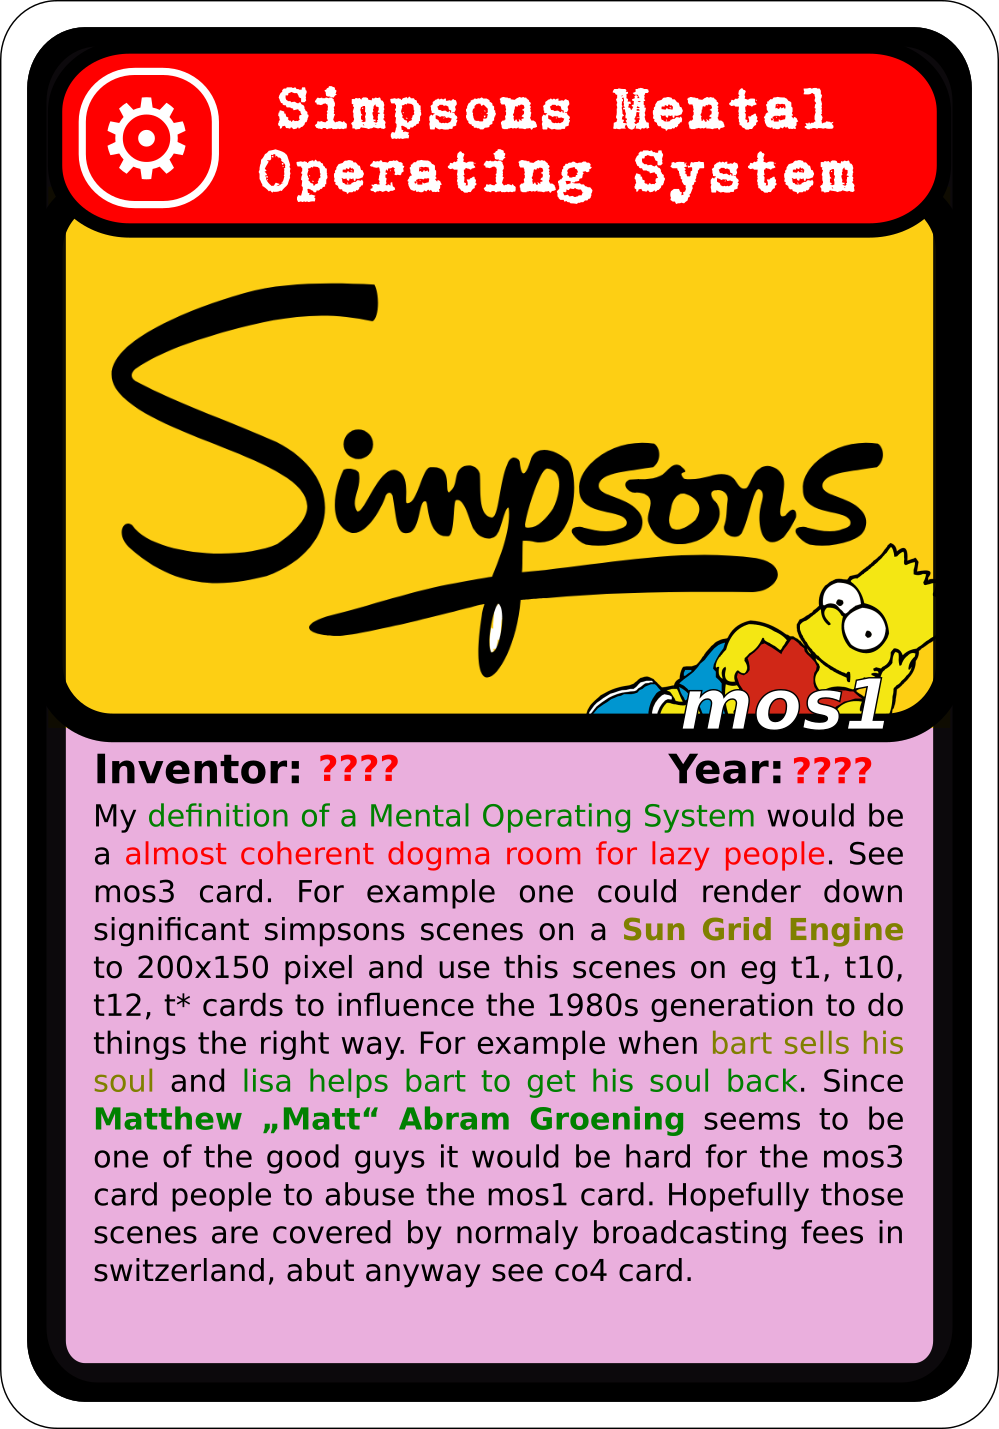 Simpsons Mental
Operating System
Simpsons
mos1
Inventor: ???? Year: ????
My definition of a Mental Operating System would be
a almost coherent dogma room for lazy people. See
mos3 card. For example one could render down
significant simpsons scenes on a Sun Grid Engine
to 200x150 pixel and use this scenes on eg t1, t10,
t12, t* cards to influence the 1980s generation to do
things the right way. For example when bart sells his
soul and lisa helps bart to get his soul back. Since
Matthew „Matt“ Abram Groening seems to be
one of the good guys it would be hard for the mos3
card people to abuse the mos1 card. Hopefully those
scenes are covered by normaly broadcasting fees in
switzerland, abut anyway see co4 card.